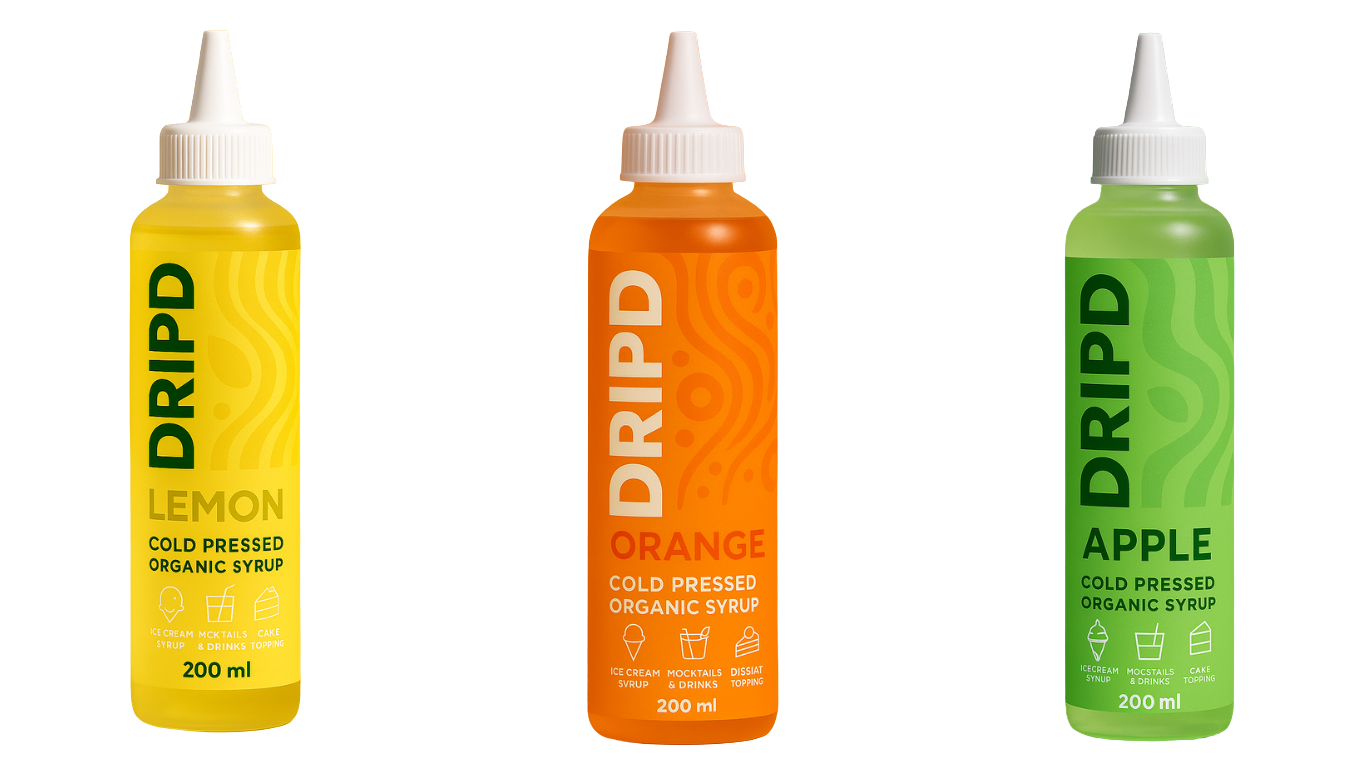 DRIPD
LEMON
COLD PRESSED
ORGANIC SYRUP
ICE CREAM
SYRUP
MCKTAILS
& DRINKS
CAKE
TOPPING
200 ml
DRIPD
ORANGE
COLD PRESSED
ORGANIC SYRUP
ICE CREAM
SVRUP
MOCKTAILS
& DRINKS
DISSIAT
TOPPING
200 ml
DRIPD
APPLE
COLD PRESSED
ORGANIC SYRUP
ICECREAM
SYNUP
MOCSTAILS
& DRINKS
CAKE
TOPPING
200 ml